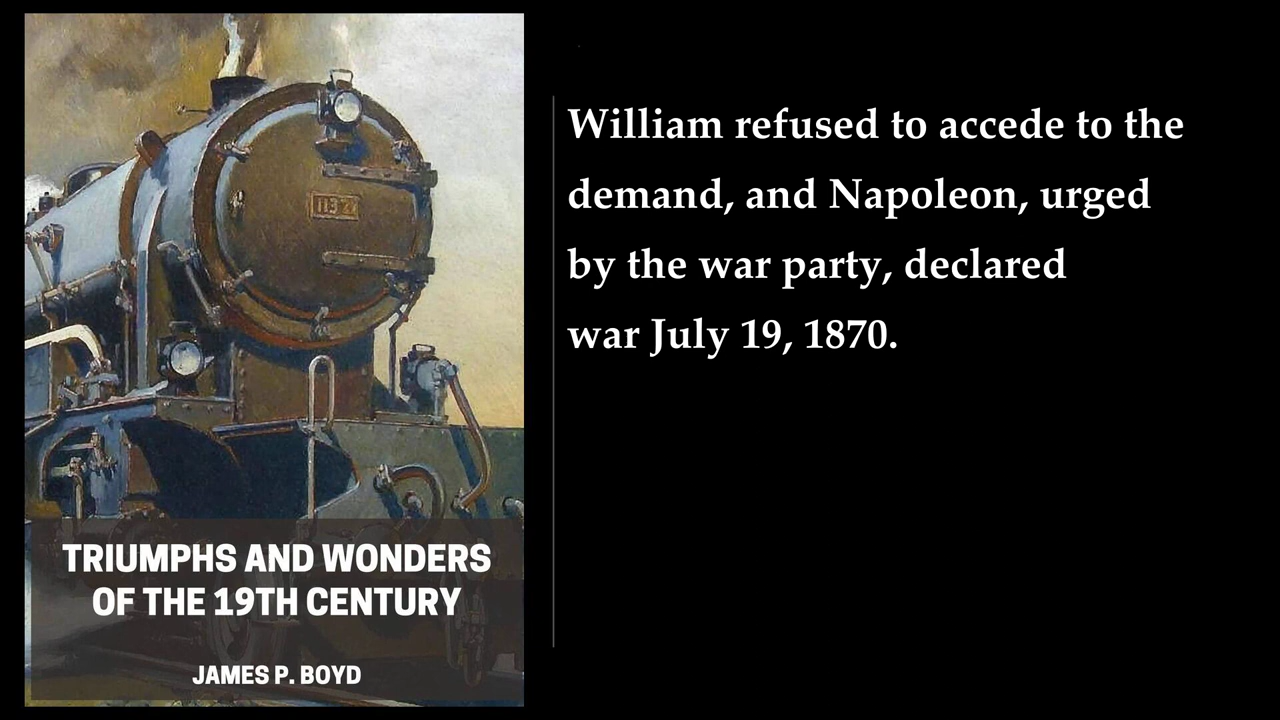 William refused to accede to the
demand, and Napoleon, urged
by the war party, declared
war July 19, 1870.
TRIUMPHS AND WONDERS
OF THE 19TH CENTURY
JAMES P. BOYD